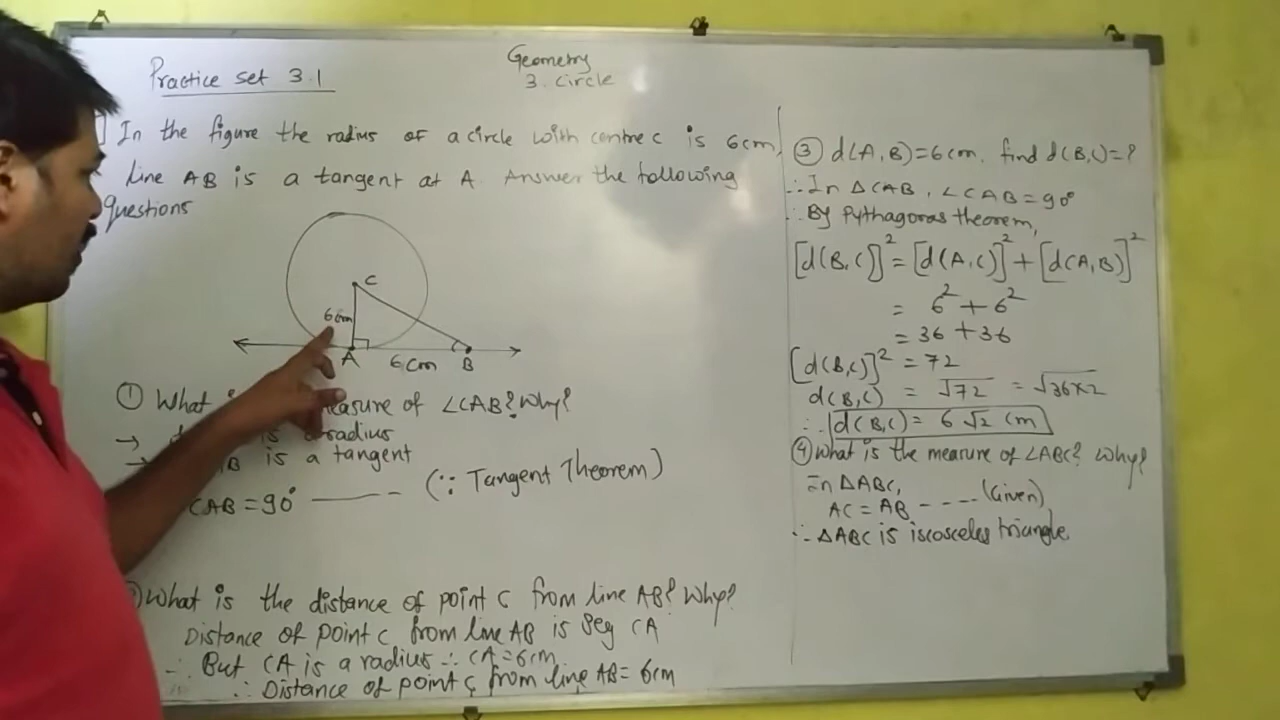 Geometry
3. Circle
Practice set 3.1
In the figure the radius of a circle with centre C is 6cm,
Line AB is a tangent at A. Answer the following
questions
C
6cm
A
6cm
B
① What measure of ∠CAB? Why?
→ is a radius
→ AB is a tangent
CAB = 90° (∵ Tangent Theorem)
What is the distance of point C from line AB? Why?
Distance of point C from line AB is seg CA
∴ But CA is a radius ∴ CA = 6cm
∴ Distance of point C from line AB = 6cm
③ d(A,B)=6cm, find d(B,C)=?
∴ In △CAB, ∠CAB=90°
∴ By Pythagoras theorem,
[d(B,C)]² = [d(A,C)]² + [d(A,B)]²
= 6² + 6²
= 36 + 36
[d(B,C)]² = 72
d(B,C) = √72 = √36×2
∴ d(B,C) = 6√2 cm
④ What is the measure of ∠ABC? Why?
In △ABC,
AC = AB ---- (Given)
∴ △ABC is iscosceles triangle